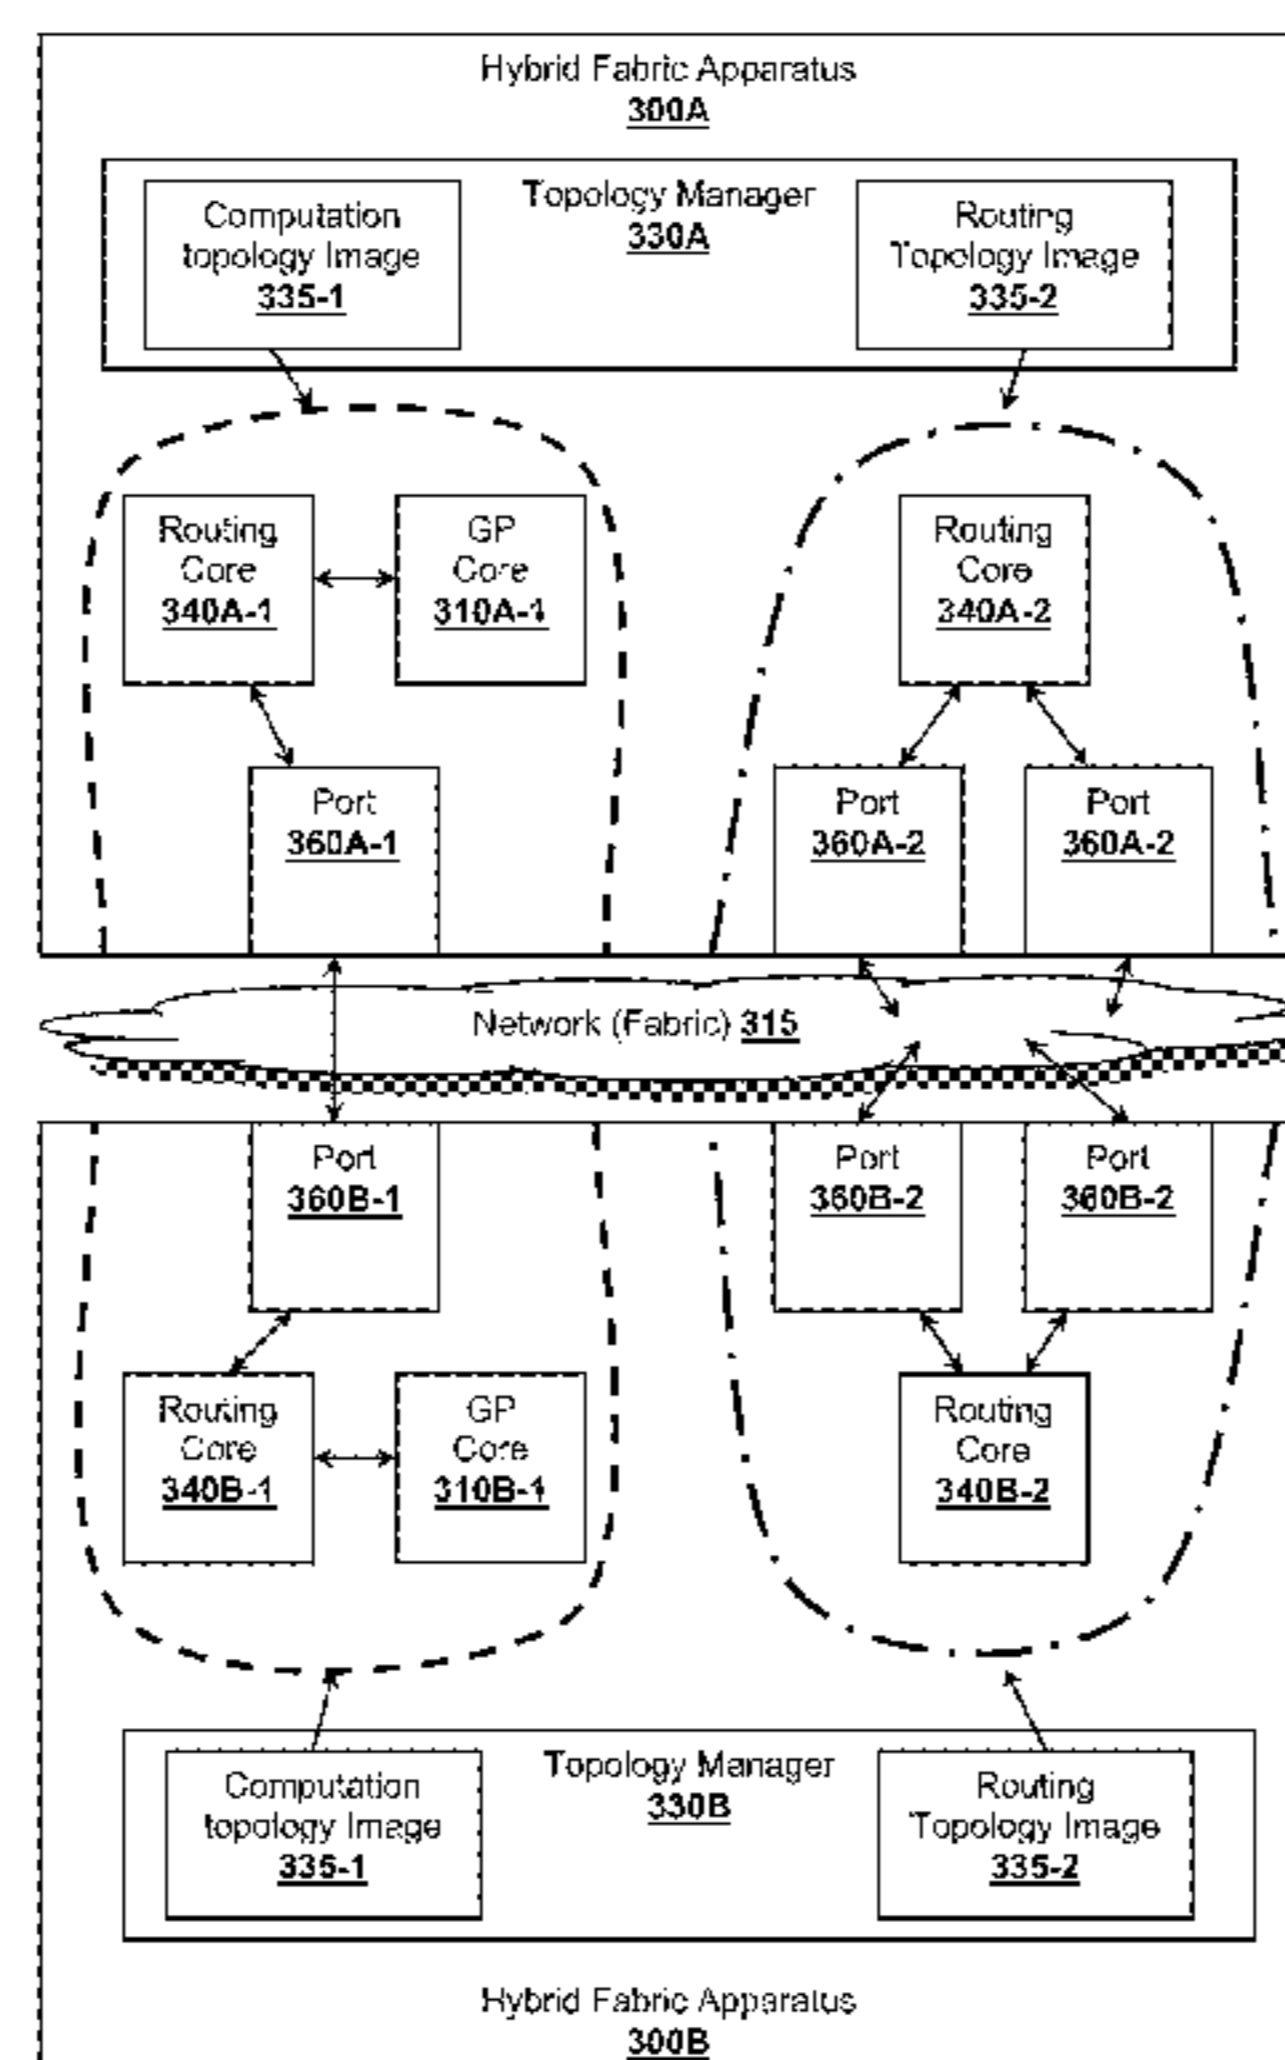 Hybrid Fabric Apparatus
300A
Topology Manager
330A
Computation
topology Image
335-1
Routing
Topology Image
335-2
Routing
Core
340A-1
GP
Core
310A-1
Routing
Core
340A-2
Port
360A-1
Port
360A-2
Port
360A-2
Network (Fabric) 315
Port
360B-1
Port
360B-2
Port
360B-2
Routing
Core
340B-1
GP
Core
310B-1
Routing
Core
340B-2
Topology Manager
330B
Computation
topology Image
335-1
Routing
Topology Image
335-2
Hybrid Fabric Apparatus
300B